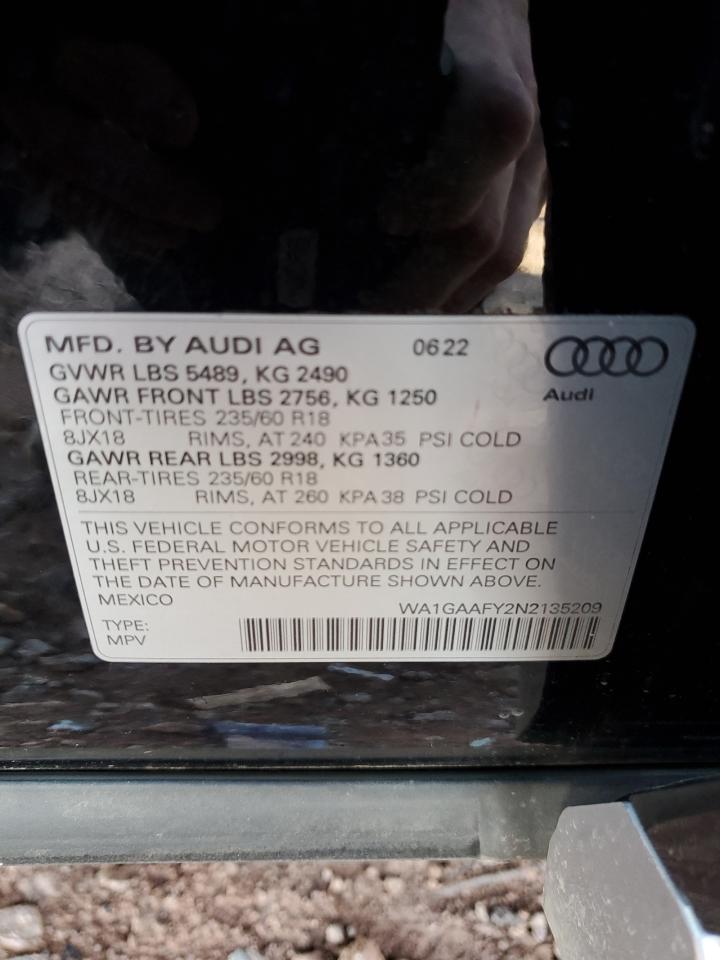 MFD. BY AUDI AG 0622
GVWR LBS 5489, KG 2490
GAWR FRONT LBS 2756, KG 1250
Audi
FRONT-TIRES 235/60 R18
8JX18 RIMS, AT 240 KPA 35 PSI COLD
GAWR REAR LBS 2998, KG 1360
REAR-TIRES 235/60 R18
8JX18 RIMS, AT 260 KPA 38 PSI COLD
THIS VEHICLE CONFORMS TO ALL APPLICABLE
U.S. FEDERAL MOTOR VEHICLE SAFETY AND
THEFT PREVENTION STANDARDS IN EFFECT ON
THE DATE OF MANUFACTURE SHOWN ABOVE.
MEXICO
WA1GAAFY2N2135209
TYPE:
MPV